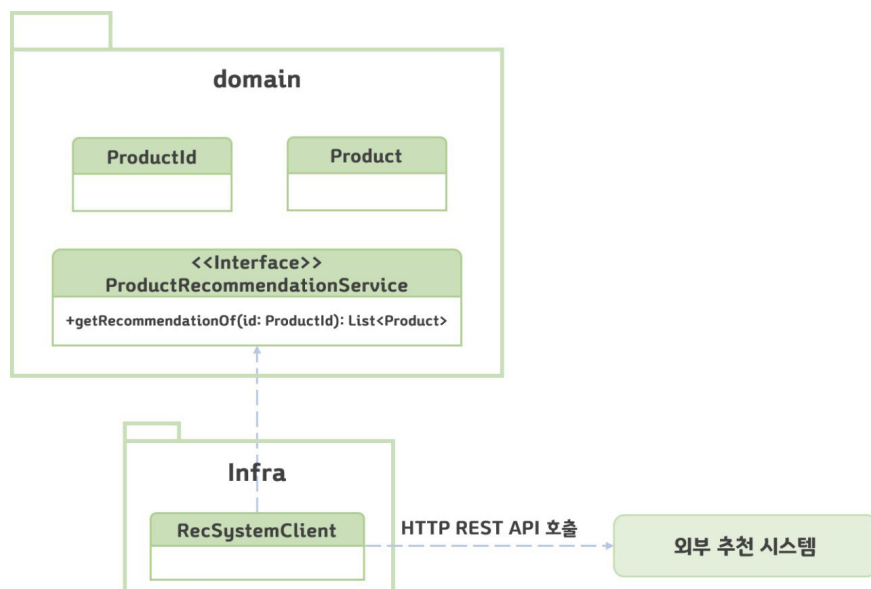 domain
ProductId
Product
<<Interface>>
ProductRecommendationService
+getRecommendationOf(id: ProductId): List<Product>
Infra
RecSystemClient
HTTP REST API 호출
외부 추천 시스템